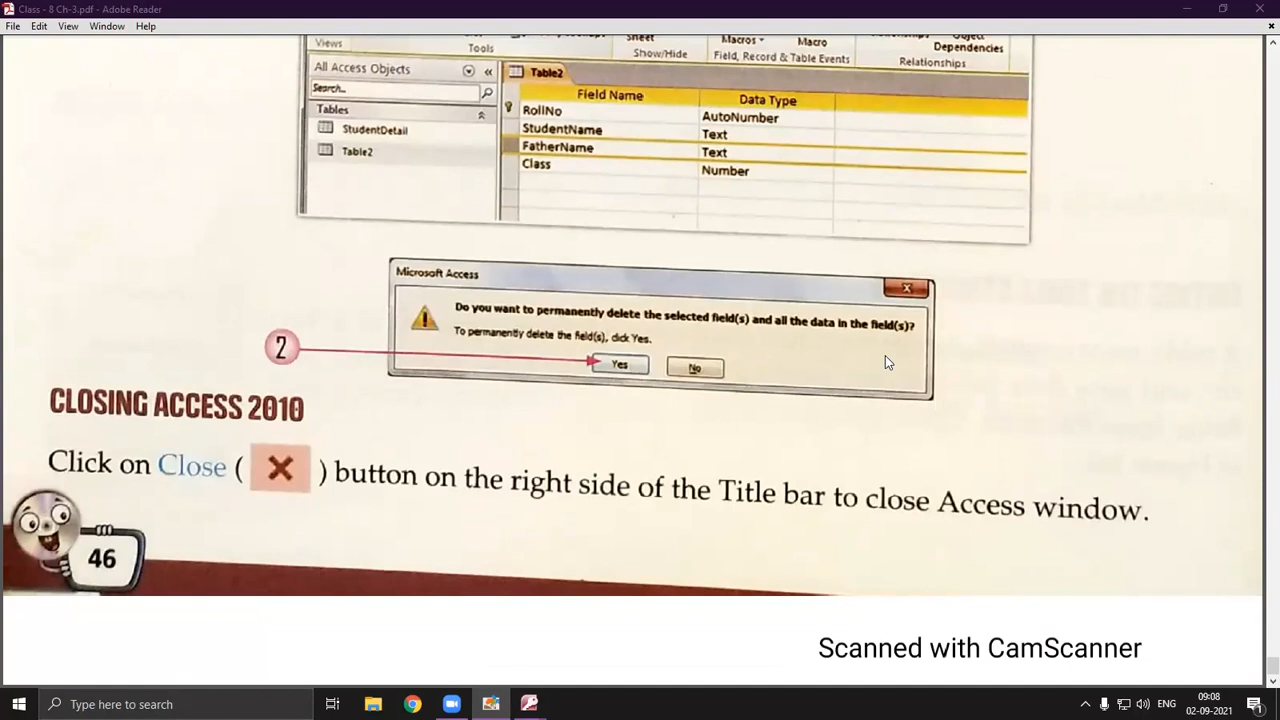 Class - 8 Ch-3.pdf - Adobe Reader
File Edit View Window Help
Views
Tools
Sheet
Show/Hide
Macros
Macro
Field, Record & Table Events
Object
Dependencies
Relationships
All Access Objects
Search...
Tables
StudentDetail
Table2
Table2
Field Name Data Type
RollNo AutoNumber
StudentName Text
FatherName Text
Class Number
Microsoft Access
Do you want to permanently delete the selected field(s) and all the data in the field(s)?
To permanently delete the field(s), click Yes.
2
Yes No
CLOSING ACCESS 2010
Click on Close ( X ) button on the right side of the Title bar to close Access window.
46
Scanned with CamScanner
Type here to search
ENG
09:08
02-09-2021
1